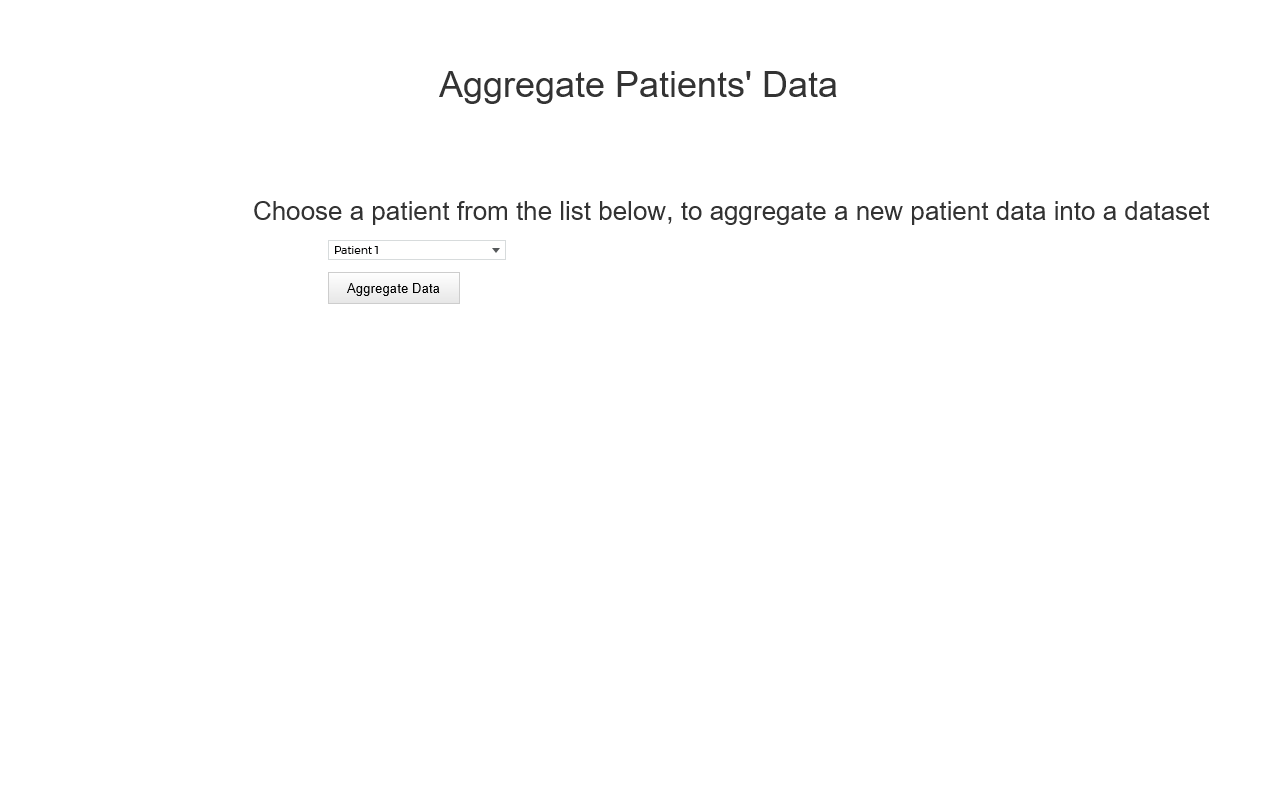 Aggregate Patients' Data
Choose a patient from the list below, to aggregate a new patient data into a dataset
Patient 1
Aggregate Data